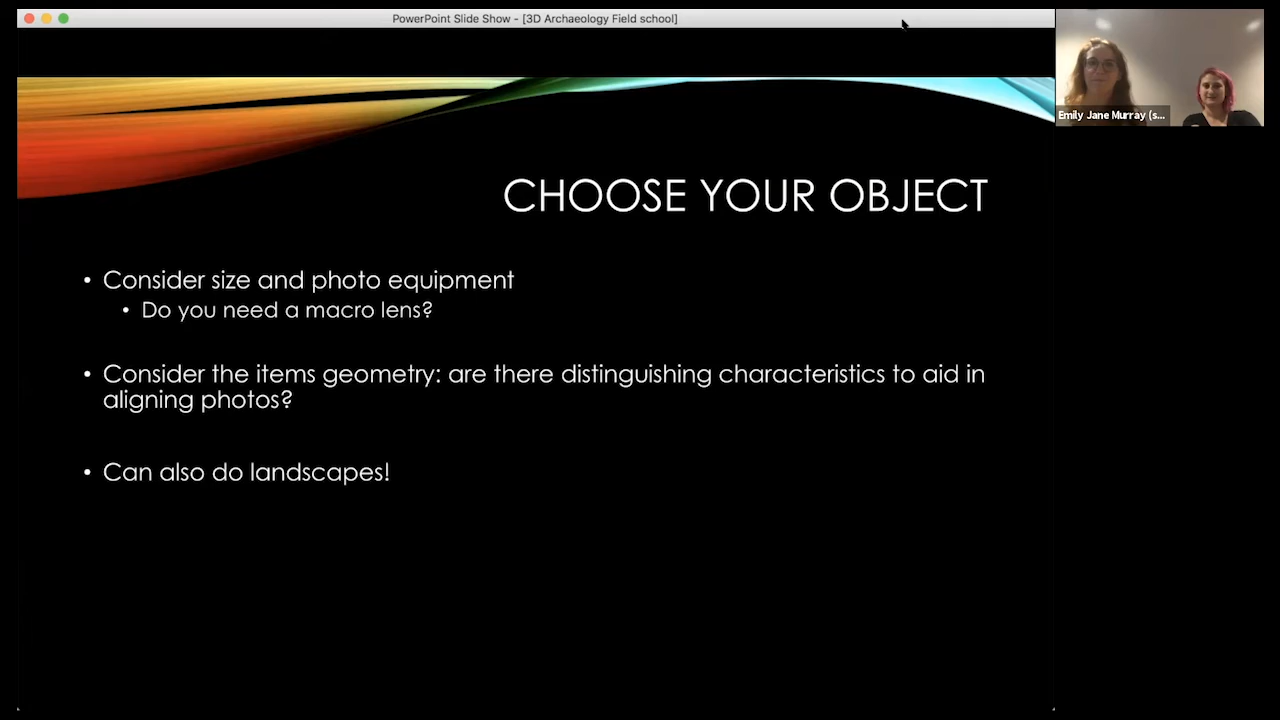 PowerPoint Slide Show - [3D Archaeology Field school]
Emily Jane Murray (s...
CHOOSE YOUR OBJECT
• Consider size and photo equipment
• Do you need a macro lens?
• Consider the items geometry: are there distinguishing characteristics to aid in
aligning photos?
• Can also do landscapes!